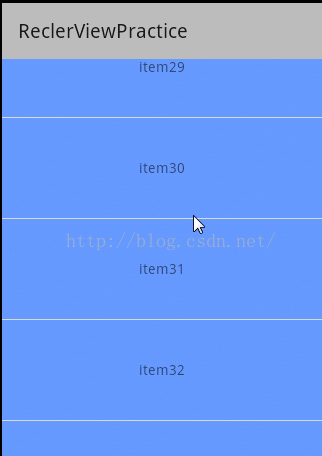 ReclerViewPractice
item29
item30
http://blog.csdn.net/
item31
item32